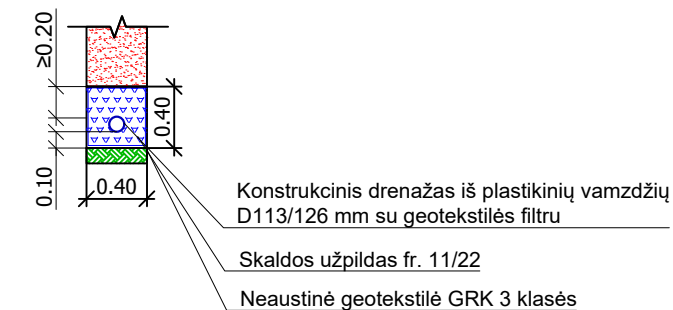 ≥0.20
0.40
0.10
0.40
Konstrukcinis drenažas iš plastikinių vamzdžių
D113/126 mm su geotekstilės filtru
Skaldos užpildas fr. 11/22
Neaustinė geotekstilė GRK 3 klasės